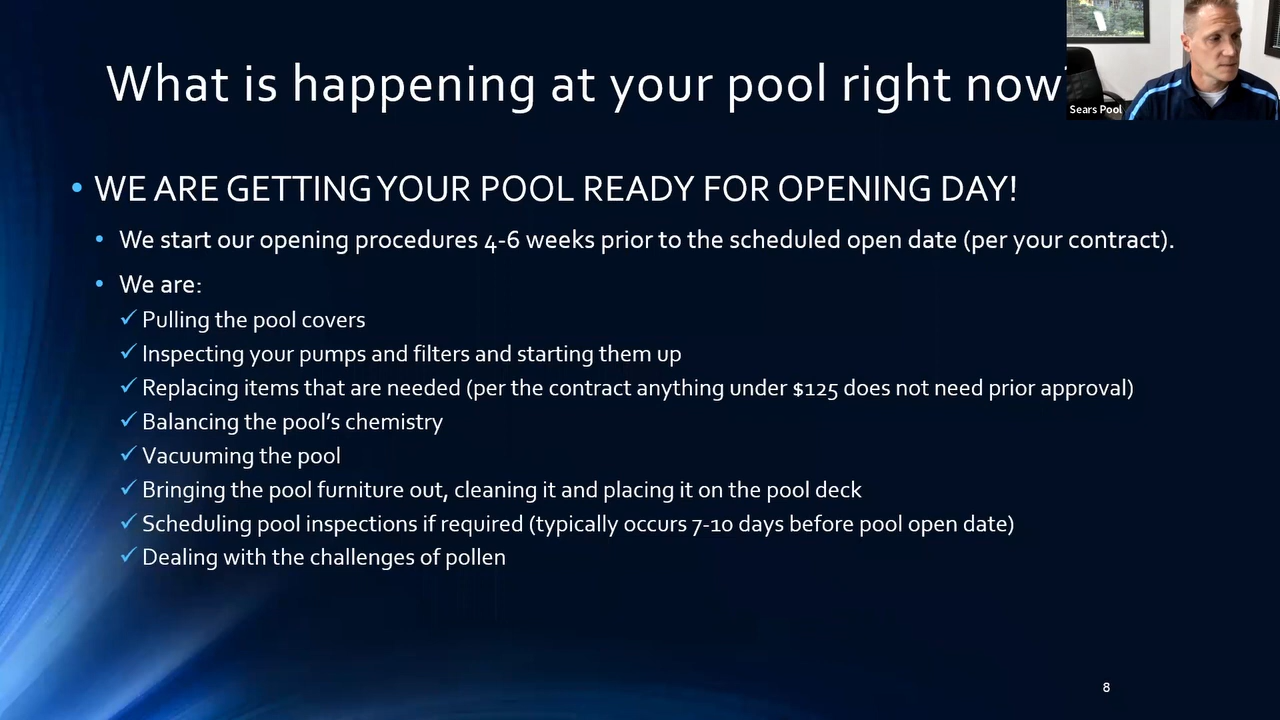 What is happening at your pool right now
Sears Pool
• WE ARE GETTING YOUR POOL READY FOR OPENING DAY!
• We start our opening procedures 4-6 weeks prior to the scheduled open date (per your contract).
• We are:
✓ Pulling the pool covers
✓ Inspecting your pumps and filters and starting them up
✓ Replacing items that are needed (per the contract anything under $125 does not need prior approval)
✓ Balancing the pool’s chemistry
✓ Vacuuming the pool
✓ Bringing the pool furniture out, cleaning it and placing it on the pool deck
✓ Scheduling pool inspections if required (typically occurs 7-10 days before pool open date)
✓ Dealing with the challenges of pollen
8